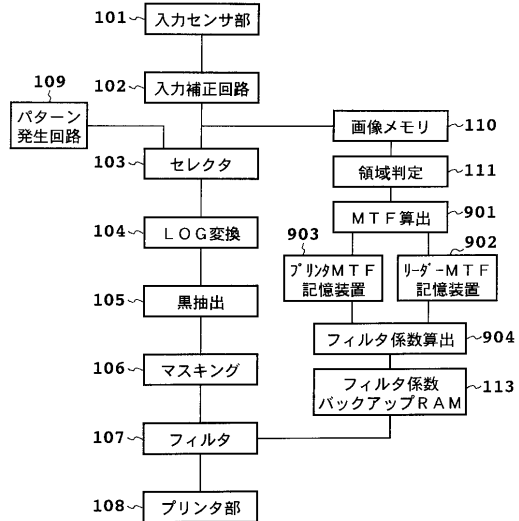 101
入力センサ部
102
入力補正回路
109
パターン
発生回路
103
セレクタ
104
LOG変換
105
黒抽出
106
マスキング
107
フィルタ
108
プリンタ部
画像メモリ
110
領域判定
111
MTF算出
901
903
プリンタMTF
記憶装置
902
リーダーMTF
記憶装置
フィルタ係数算出
904
フィルタ係数
バックアップRAM
113